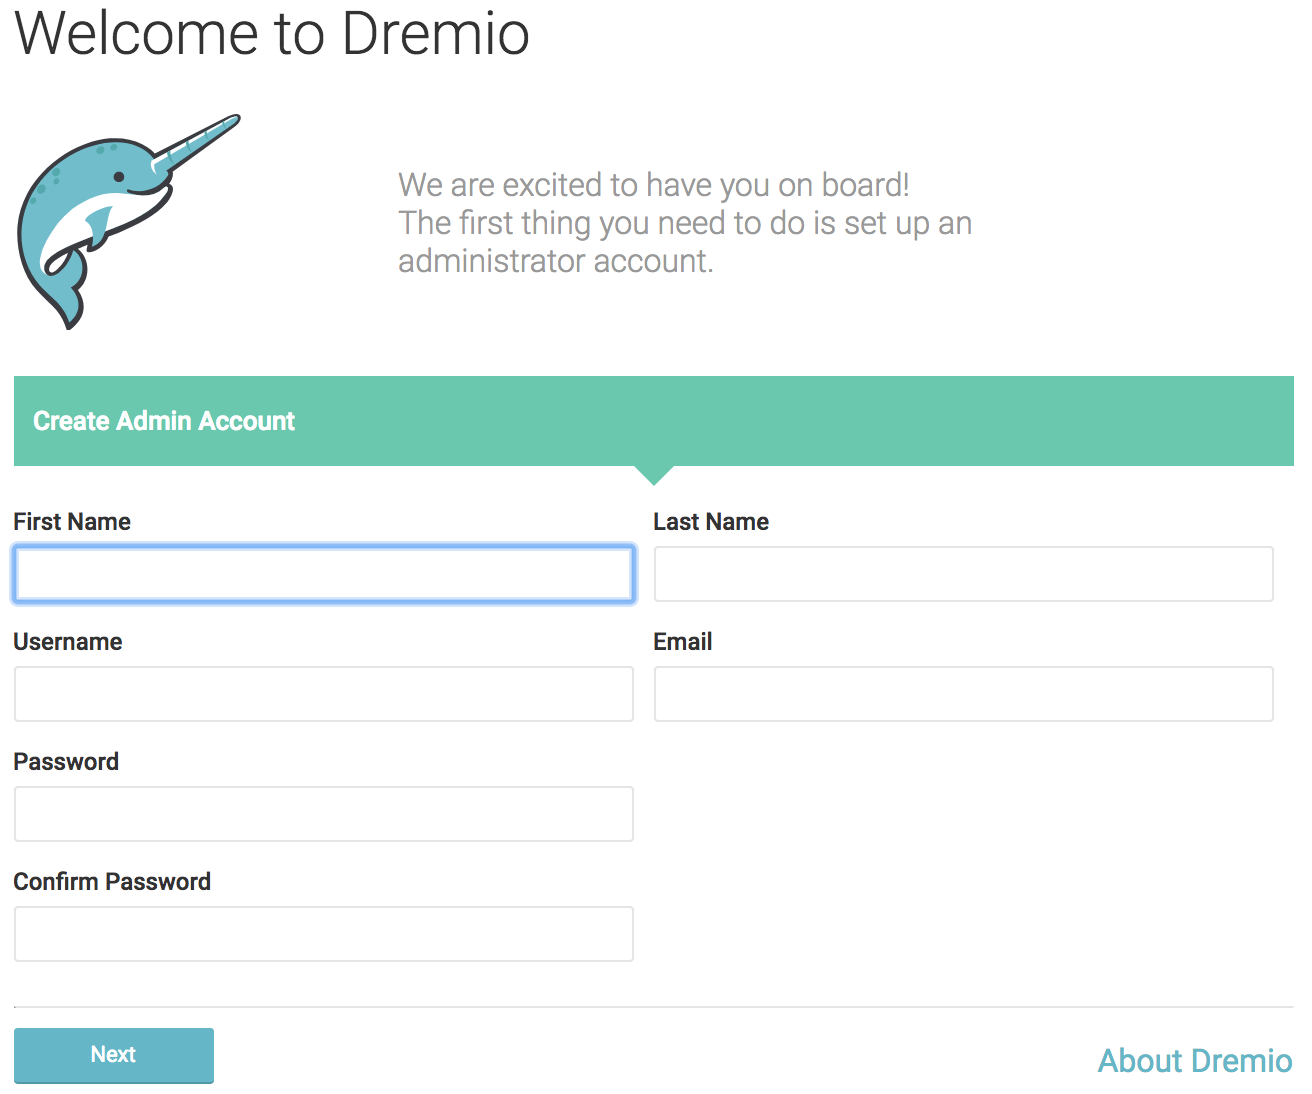 Welcome to Dremio
We are excited to have you on board!
The first thing you need to do is set up an
administrator account.
Create Admin Account
First Name
Last Name
Username
Email
Password
Confirm Password
Next
About Dremio